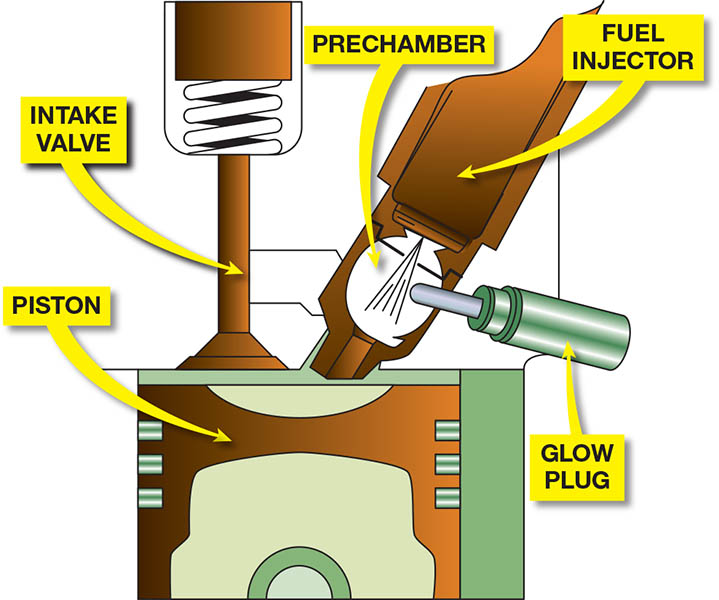 PRECHAMBER
FUEL
INJECTOR
INTAKE
VALVE
PISTON
GLOW
PLUG